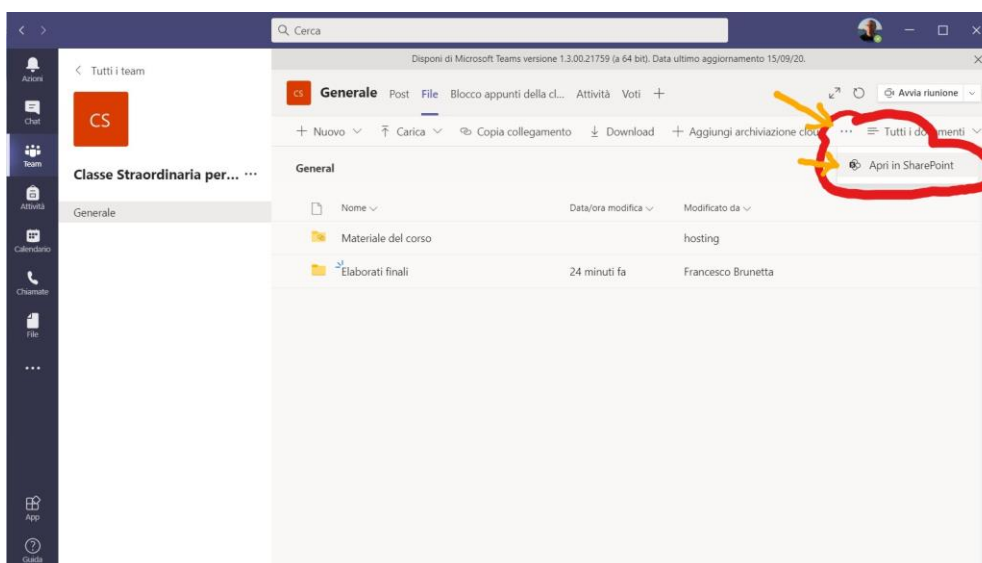 Cerca
Disponi di Microsoft Teams versione 1.3.00.21759 (a 64 bit). Data ultimo aggiornamento 15/09/20.
Azioni
Chat
Team
Attività
Calendario
Chiamate
File
App
Guida
Tutti i team
CS
Classe Straordinaria per... ...
Generale
CS Generale Post File Blocco appunti della cl... Attività Voti + Avvia riunione
+ Nuovo Carica Copia collegamento Download + Aggiungi archiviazione clou ... Tutti i documenti
Apri in SharePoint
General
Nome Data/ora modifica Modificato da
Materiale del corso hosting
Elaborati finali 24 minuti fa Francesco Brunetta